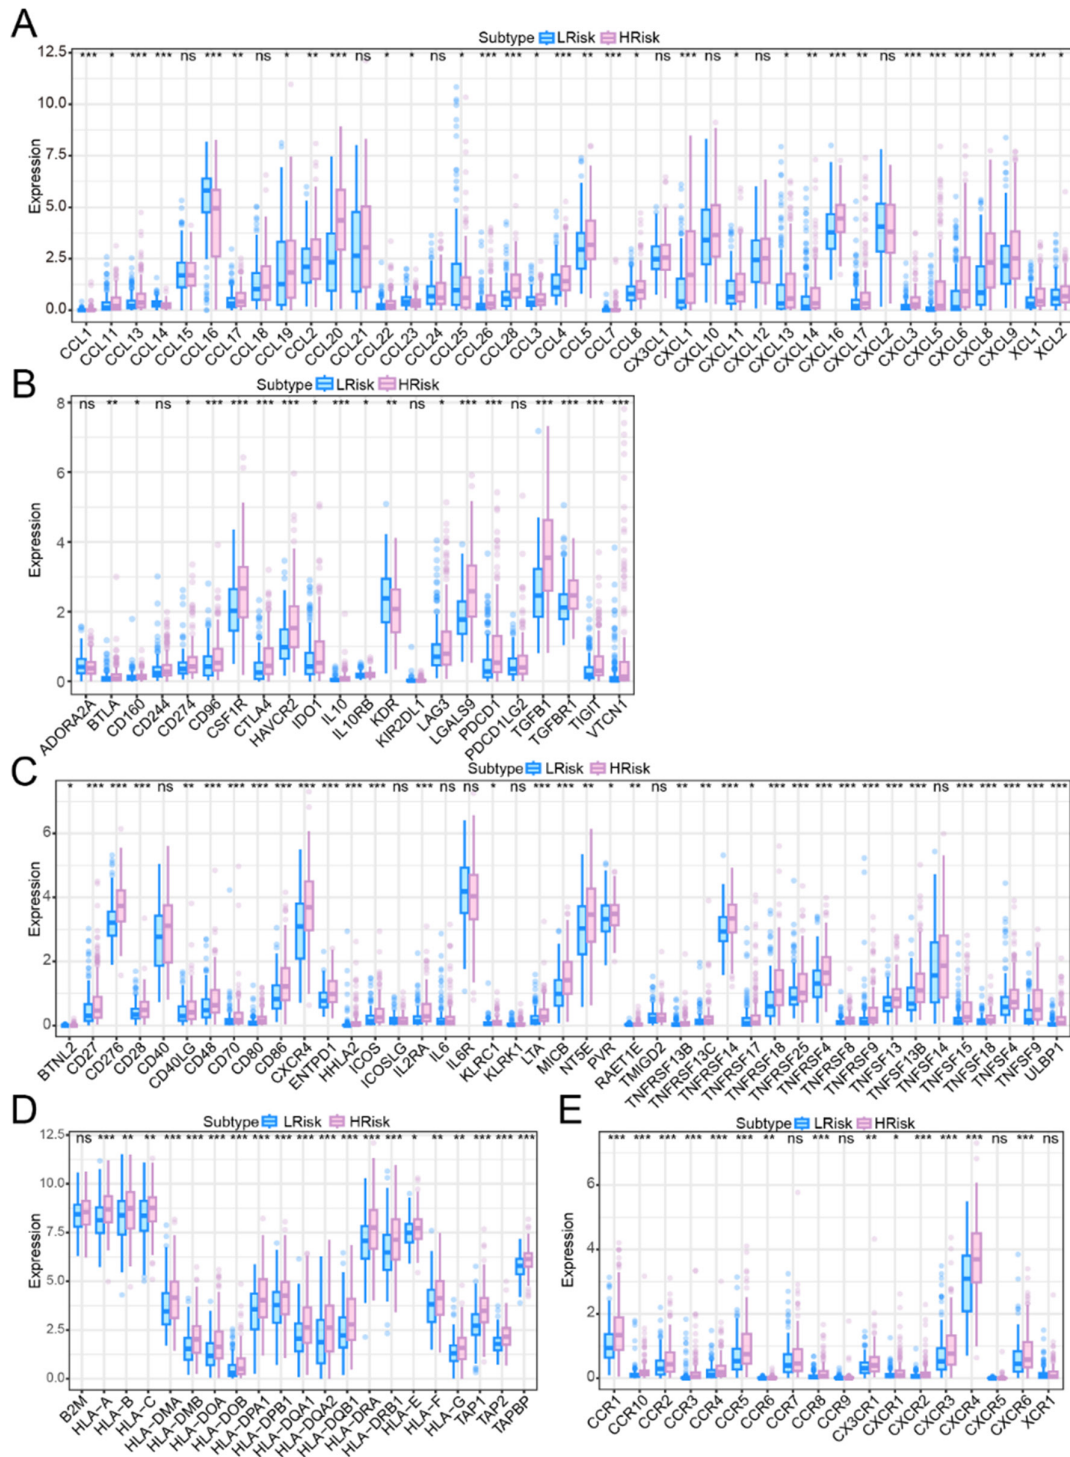 A
Subtype LRisk HRisk
*** * *** *** ns *** ** ns * ** *** ns * * ns * *** *** * *** ** *** * ns *** ns * ns * ** *** ** ns *** *** *** *** * *** *
Expression
12.5
10.0
7.5
5.0
2.5
0.0
CCL1 CCL11 CCL13 CCL14 CCL15 CCL16 CCL17 CCL18 CCL19 CCL2 CCL20 CCL21 CCL22 CCL23 CCL24 CCL25 CCL26 CCL28 CCL3 CCL4 CCL5 CCL7 CCL8 CX3CL1 CXCL1 CXCL10 CXCL11 CXCL12 CXCL13 CXCL14 CXCL16 CXCL17 CXCL2 CXCL3 CXCL5 CXCL6 CXCL8 CXCL9 XCL1 XCL2
B
Subtype LRisk HRisk
ns ** * ns * *** *** *** *** * *** * ** ns * *** *** ns *** *** *** ***
Expression
8
6
4
2
0
ADORA2A BTLA CD160 CD244 CD274 CD96 CSF1R CTLA4 HAVCR2 IDO1 IL10 IL10RB KDR KIR2DL1 LAG3 LGALS9 PDCD1 PDCD1LG2 TGFB1 TGFBR1 TIGIT VTCN1
C
Subtype LRisk HRisk
* *** *** *** ns ** *** *** *** *** *** *** *** *** ns *** ns ns * ns *** *** ** * ** ns ** ** *** * *** *** *** *** *** *** *** ns *** *** *** *** ***
Expression
6
4
2
0
BTNL2 CD27 CD276 CD28 CD40 CD40LG CD48 CD70 CD80 CD86 CXCR4 ENTPD1 HHLA2 ICOS ICOSLG IL2RA IL6 IL6R KLRC1 KLRK1 LTA MICB NT5E PVR RAET1E TMIGD2 TNFRSF13B TNFRSF13C TNFRSF14 TNFRSF17 TNFRSF18 TNFRSF25 TNFRSF4 TNFRSF8 TNFRSF9 TNFSF13 TNFSF13B TNFSF14 TNFSF15 TNFSF18 TNFSF4 TNFSF9 ULBP1
D
Subtype LRisk HRisk
ns *** ** ** *** *** *** *** *** *** *** *** *** *** *** * ** ** *** *** ***
Expression
12.5
10.0
7.5
5.0
2.5
0.0
B2M HLA-A HLA-B HLA-C HLA-DMA HLA-DMB HLA-DOA HLA-DOB HLA-DPA1 HLA-DPB1 HLA-DQA1 HLA-DQA2 HLA-DQB1 HLA-DRA HLA-DRB1 HLA-E HLA-F HLA-G TAP1 TAP2 TAPBP
E
Subtype LRisk HRisk
*** *** *** *** *** *** ** ns *** ns ** * *** *** *** ns *** ns
Expression
6
4
2
0
CCR1 CCR10 CCR2 CCR3 CCR4 CCR5 CCR6 CCR7 CCR8 CCR9 CX3CR1 CXCR1 CXCR2 CXCR3 CXCR4 CXCR5 CXCR6 XCR1